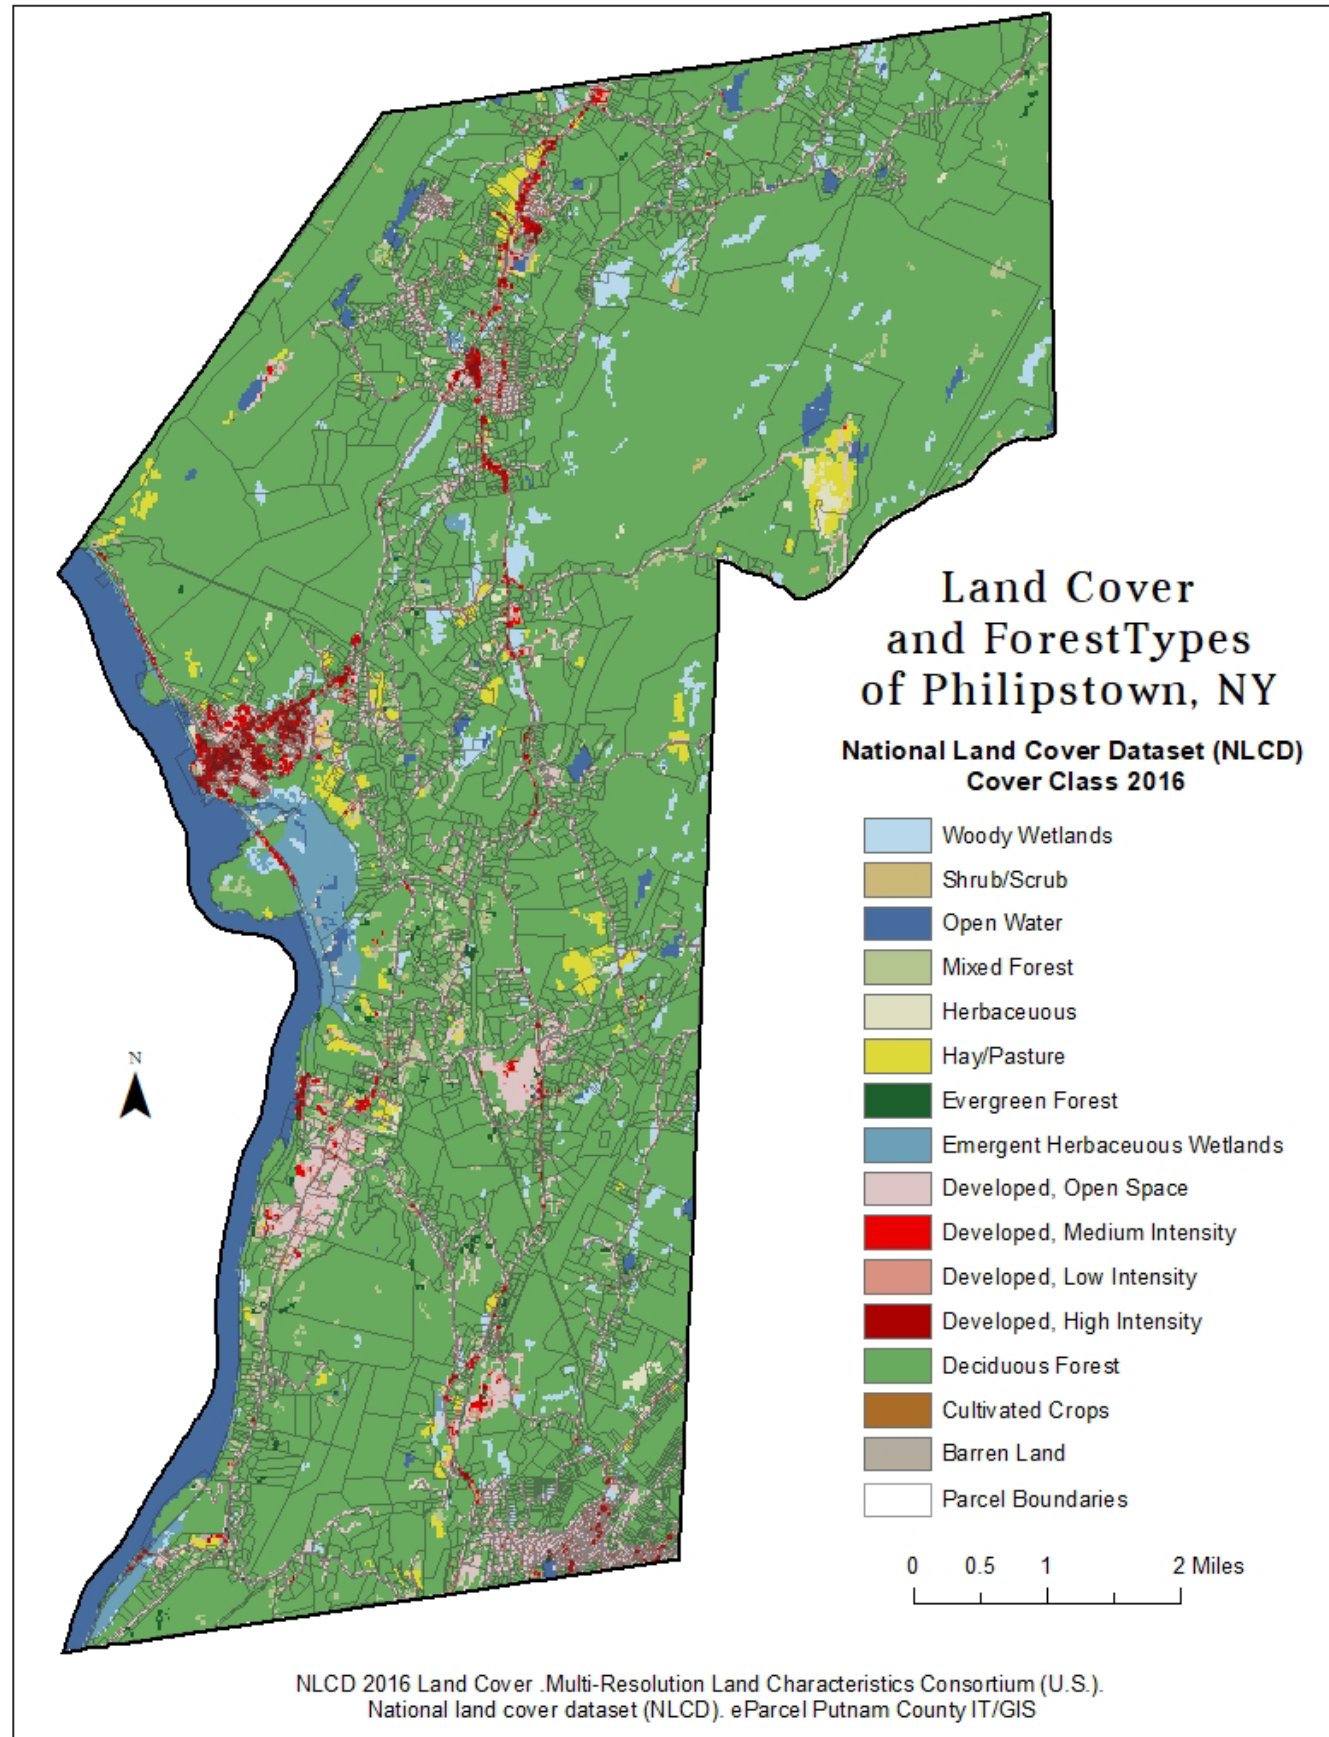 Land Cover
and ForestTypes
of Philipstown, NY
National Land Cover Dataset (NLCD)
Cover Class 2016
Woody Wetlands
Shrub/Scrub
Open Water
Mixed Forest
Herbaceuous
Hay/Pasture
Evergreen Forest
Emergent Herbaceuous Wetlands
Developed, Open Space
Developed, Medium Intensity
Developed, Low Intensity
Developed, High Intensity
Deciduous Forest
Cultivated Crops
Barren Land
Parcel Boundaries
N
0 0.5 1 2 Miles
NLCD 2016 Land Cover .Multi-Resolution Land Characteristics Consortium (U.S.).
National land cover dataset (NLCD). eParcel Putnam County IT/GIS